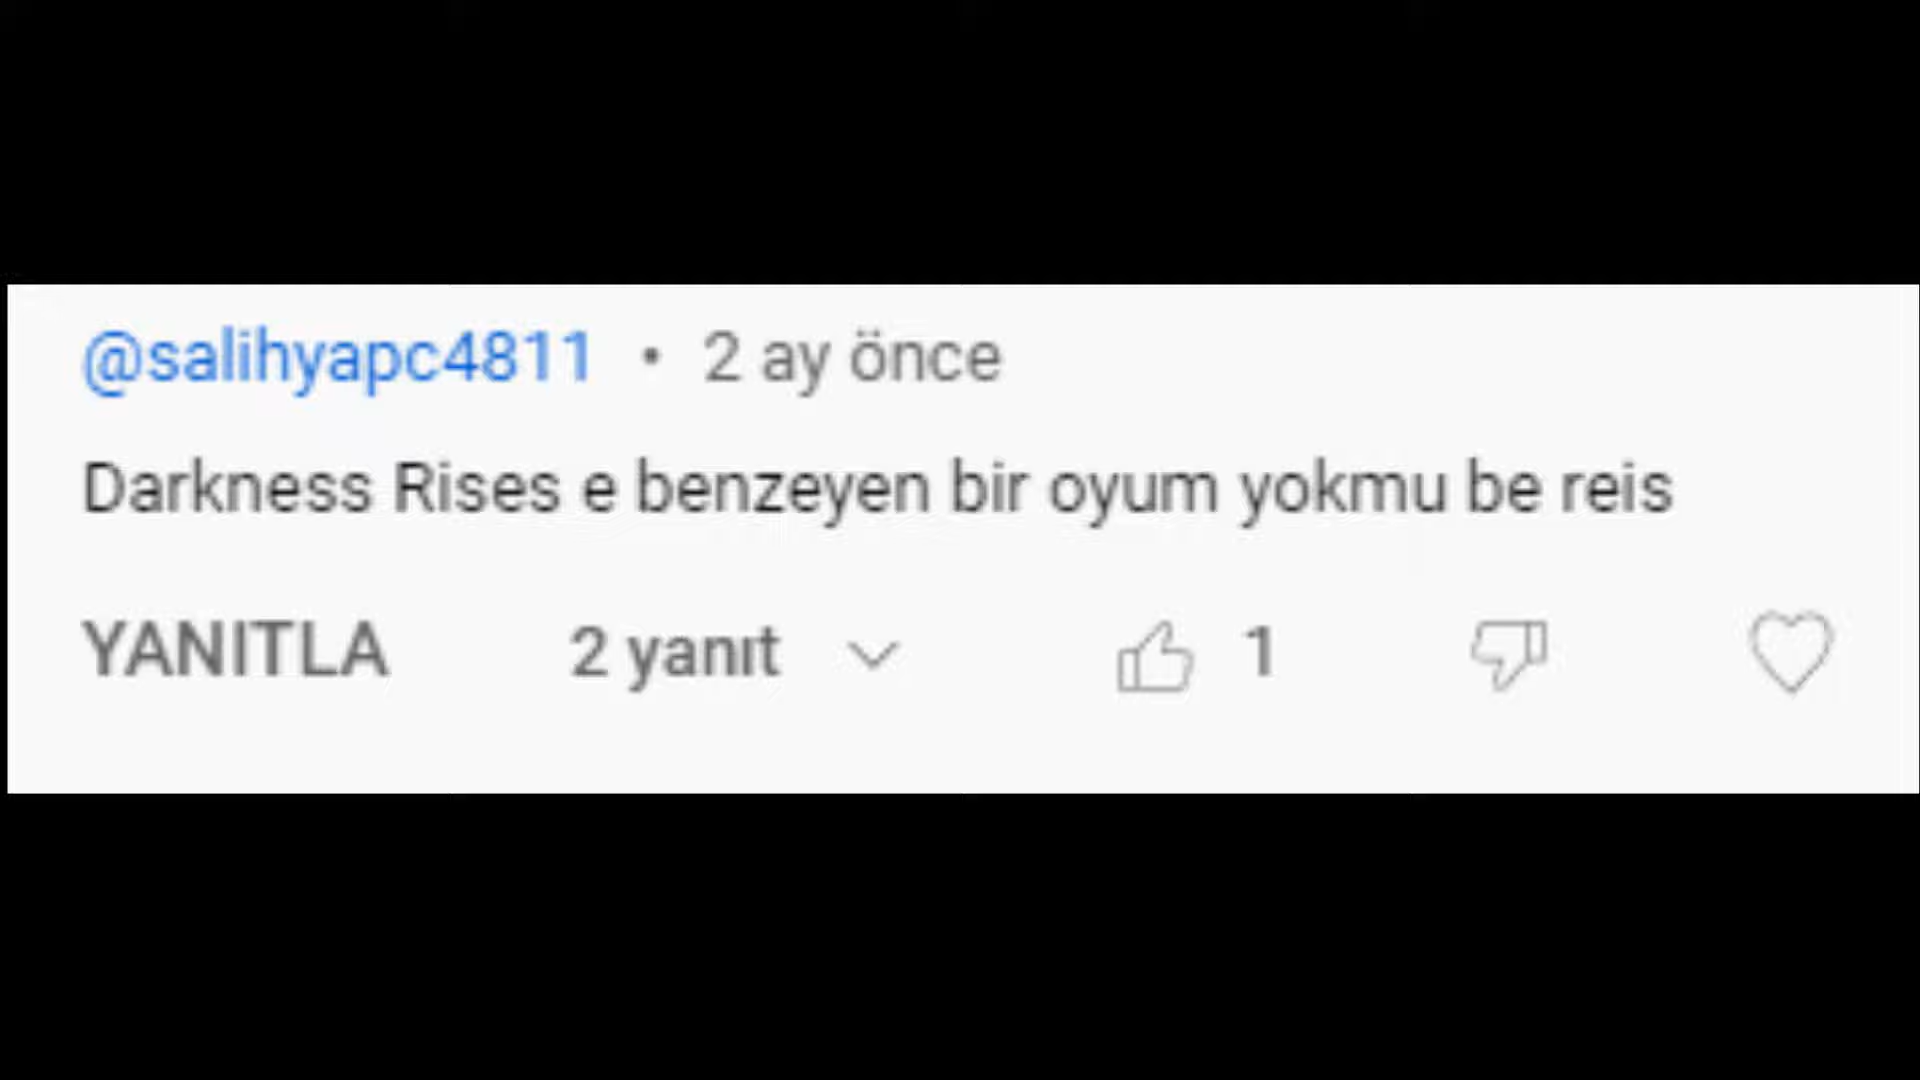 @salihyapc4811 • 2 ay önce
Darkness Rises e benzeyen bir oyum yokmu be reis
YANITLA 2 yanıt 1